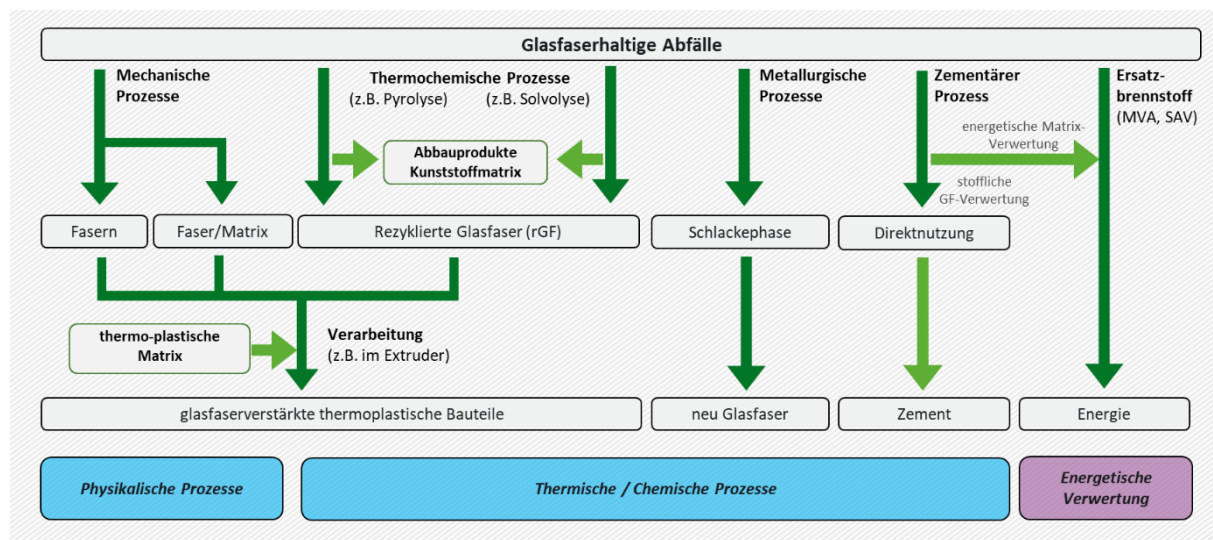 Glasfaserhaltige Abfälle
Mechanische
Prozesse
Thermochemische Prozesse
(z.B. Pyrolyse)
(z.B. Solvolyse)
Metallurgische
Prozesse
Zementärer
Prozess
Ersatz-
brennstoff
(MVA, SAV)
energetische Matrix-
Verwertung
Abbauprodukte
Kunststoffmatrix
stoffliche
GF-Verwertung
Fasern
Faser/Matrix
Rezyklierte Glasfaser (rGF)
Schlackephase
Direktnutzung
thermo-plastische
Matrix
Verarbeitung
(z.B. im Extruder)
glasfaserverstärkte thermoplastische Bauteile
neu Glasfaser
Zement
Energie
Physikalische Prozesse
Thermische / Chemische Prozesse
Energetische
Verwertung